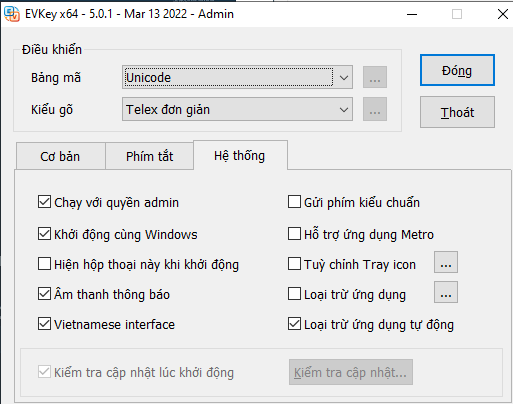 EVKey x64 - 5.0.1 - Mar 13 2022 - Admin
Điều khiển
Bảng mã
Unicode
...
Đóng
Kiểu gõ
Telex đơn giản
...
Thoát
Cơ bản
Phím tắt
Hệ thống
Chạy với quyền admin
Gửi phím kiểu chuẩn
Khởi động cùng Windows
Hỗ trợ ứng dụng Metro
Hiện hộp thoại này khi khởi động
Tuỳ chỉnh Tray icon
...
Âm thanh thông báo
Loại trừ ứng dụng
...
Vietnamese interface
Loại trừ ứng dụng tự động
Kiểm tra cập nhật lúc khởi động
Kiểm tra cập nhật...